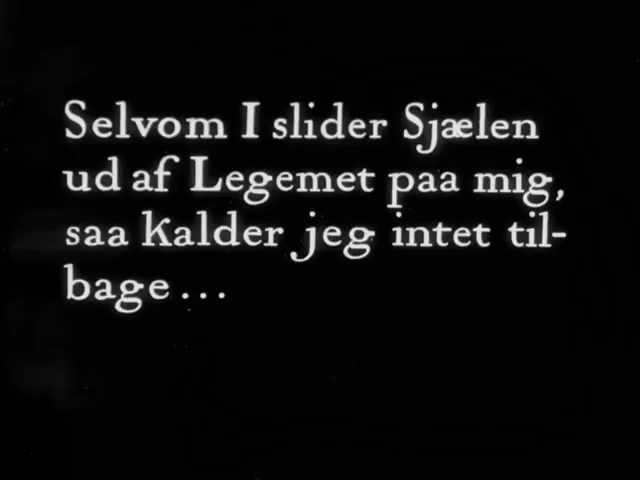 Selvom I slider Sjælen
ud af Legemet paa mig,
saa kalder jeg intet til-
bage...